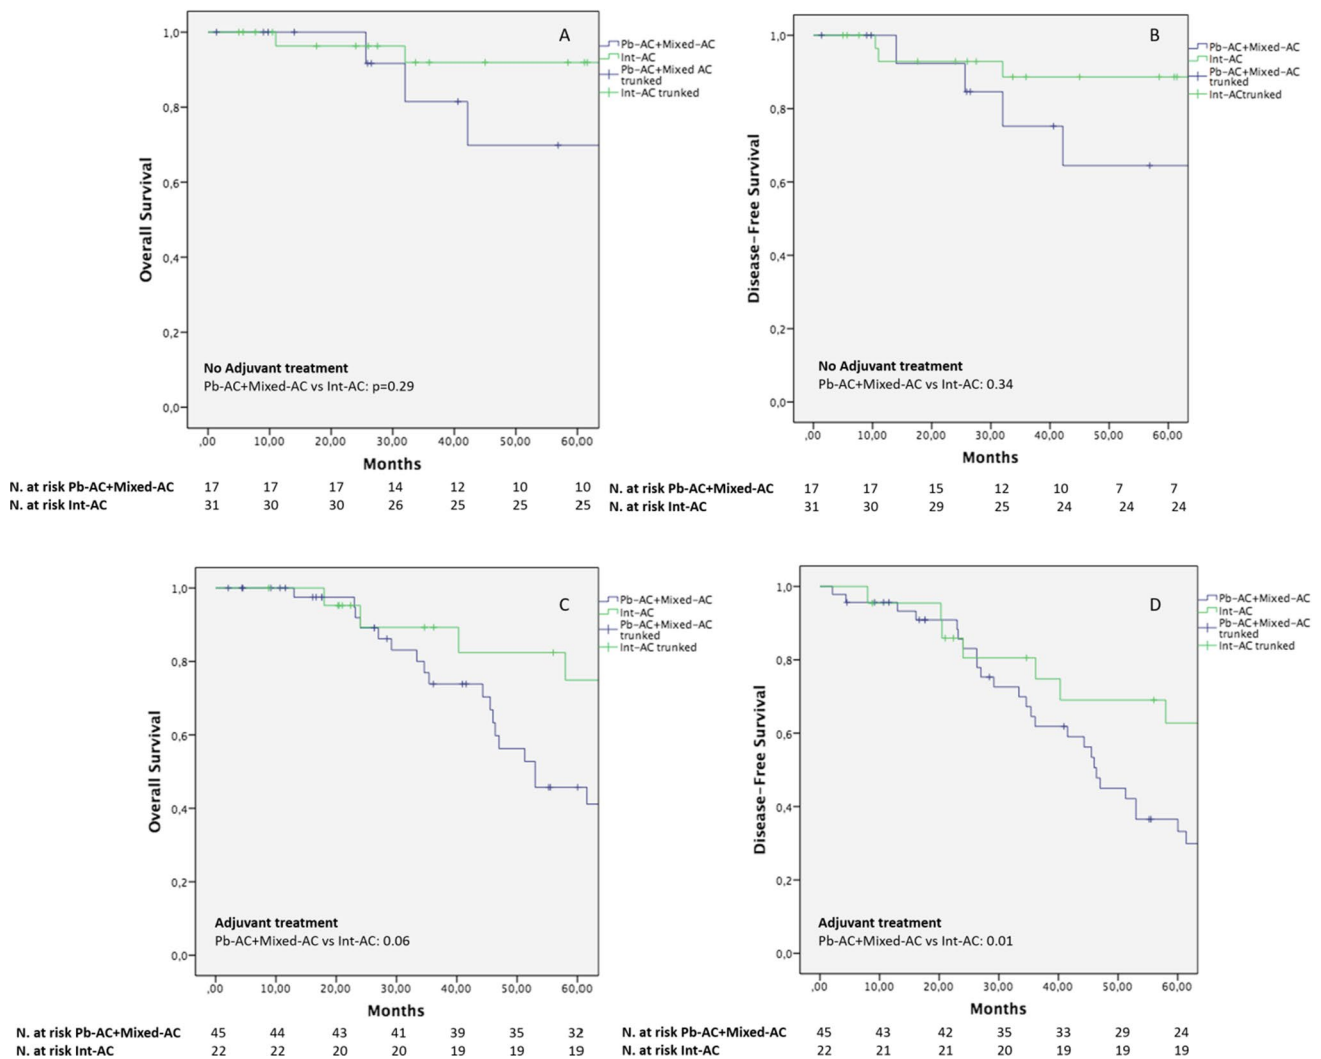 A
Overall Survival
1,0
0,8
0,6
0,4
0,2
0,0
Pb-AC+Mixed-AC
Int-AC
Pb-AC+Mixed AC
trunked
Int-AC trunked
No Adjuvant treatment
Pb-AC+Mixed-AC vs Int-AC: p=0.29
,00 10,00 20,00 30,00 40,00 50,00 60,00
Months
N. at risk Pb-AC+Mixed-AC 17 17 17 14 12 10 10
N. at risk Int-AC 31 30 30 26 25 25 25
B
Disease-Free Survival
1,0
0,8
0,6
0,4
0,2
0,0
Pb-AC+Mixed-AC
Int-AC
Pb-AC+Mixed-AC
trunked
Int-ACtrunked
No Adjuvant treatment
Pb-AC+Mixed-AC vs Int-AC: 0.34
,00 10,00 20,00 30,00 40,00 50,00 60,00
Months
N. at risk Pb-AC+Mixed-AC 17 17 15 12 10 7 7
N. at risk Int-AC 31 30 29 25 24 24 24
C
Overall Survival
1,0
0,8
0,6
0,4
0,2
0,0
Pb-AC+Mixed-AC
Int-AC
Pb-AC+Mixed-AC
trunked
Int-AC trunked
Adjuvant treatment
Pb-AC+Mixed-AC vs Int-AC: 0.06
,00 10,00 20,00 30,00 40,00 50,00 60,00
Months
N. at risk Pb-AC+Mixed-AC 45 44 43 41 39 35 32
N. at risk Int-AC 22 22 20 20 19 19 19
D
Disease-Free Survival
1,0
0,8
0,6
0,4
0,2
0,0
Pb-AC+Mixed-AC
Int-AC
Pb-AC+Mixed-AC
trunked
Int-AC trunked
Adjuvant treatment
Pb-AC+Mixed-AC vs Int-AC: 0.01
,00 10,00 20,00 30,00 40,00 50,00 60,00
Months
N. at risk Pb-AC+Mixed-AC 45 43 42 35 33 29 24
N. at risk Int-AC 22 21 21 20 19 19 19